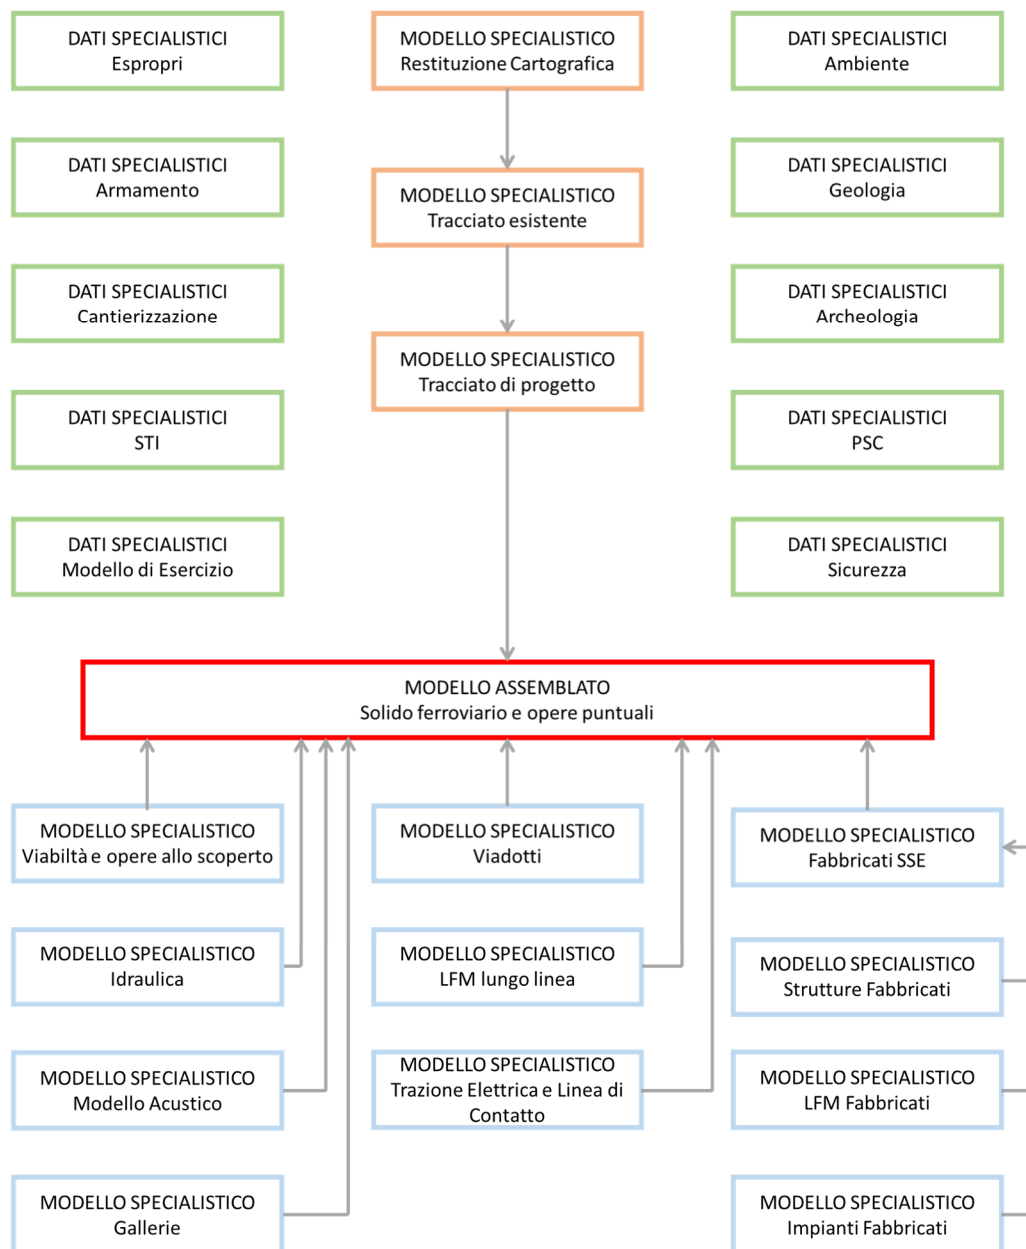 DATI SPECIALISTICI
Espropri
MODELLO SPECIALISTICO
Restituzione Cartografica
DATI SPECIALISTICI
Ambiente
DATI SPECIALISTICI
Armamento
MODELLO SPECIALISTICO
Tracciato esistente
DATI SPECIALISTICI
Geologia
DATI SPECIALISTICI
Cantierizzazione
MODELLO SPECIALISTICO
Tracciato di progetto
DATI SPECIALISTICI
Archeologia
DATI SPECIALISTICI
STI
DATI SPECIALISTICI
PSC
DATI SPECIALISTICI
Modello di Esercizio
DATI SPECIALISTICI
Sicurezza
MODELLO ASSEMBLATO
Solido ferroviario e opere puntuali
MODELLO SPECIALISTICO
Viabiltà e opere allo scoperto
MODELLO SPECIALISTICO
Viadotti
MODELLO SPECIALISTICO
Fabbricati SSE
MODELLO SPECIALISTICO
Idraulica
MODELLO SPECIALISTICO
LFM lungo linea
MODELLO SPECIALISTICO
Strutture Fabbricati
MODELLO SPECIALISTICO
Modello Acustico
MODELLO SPECIALISTICO
Trazione Elettrica e Linea di
Contatto
MODELLO SPECIALISTICO
LFM Fabbricati
MODELLO SPECIALISTICO
Gallerie
MODELLO SPECIALISTICO
Impianti Fabbricati